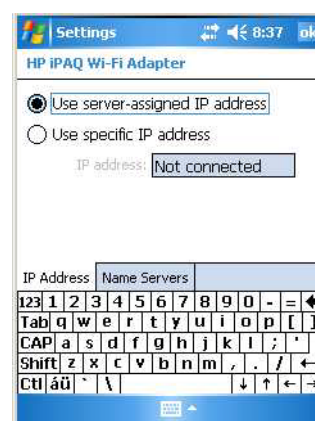 Settings 8:37 ok
HP iPAQ Wi-Fi Adapter
Use server-assigned IP address
Use specific IP address
IP address: Not connected
IP Address Name Servers
123 1 2 3 4 5 6 7 8 9 0 - =
Tab q w e r t y u i o p [ ]
CAP a s d f g h j k l ; '
Shift z x c v b n m , . /
Ctl áü ` \